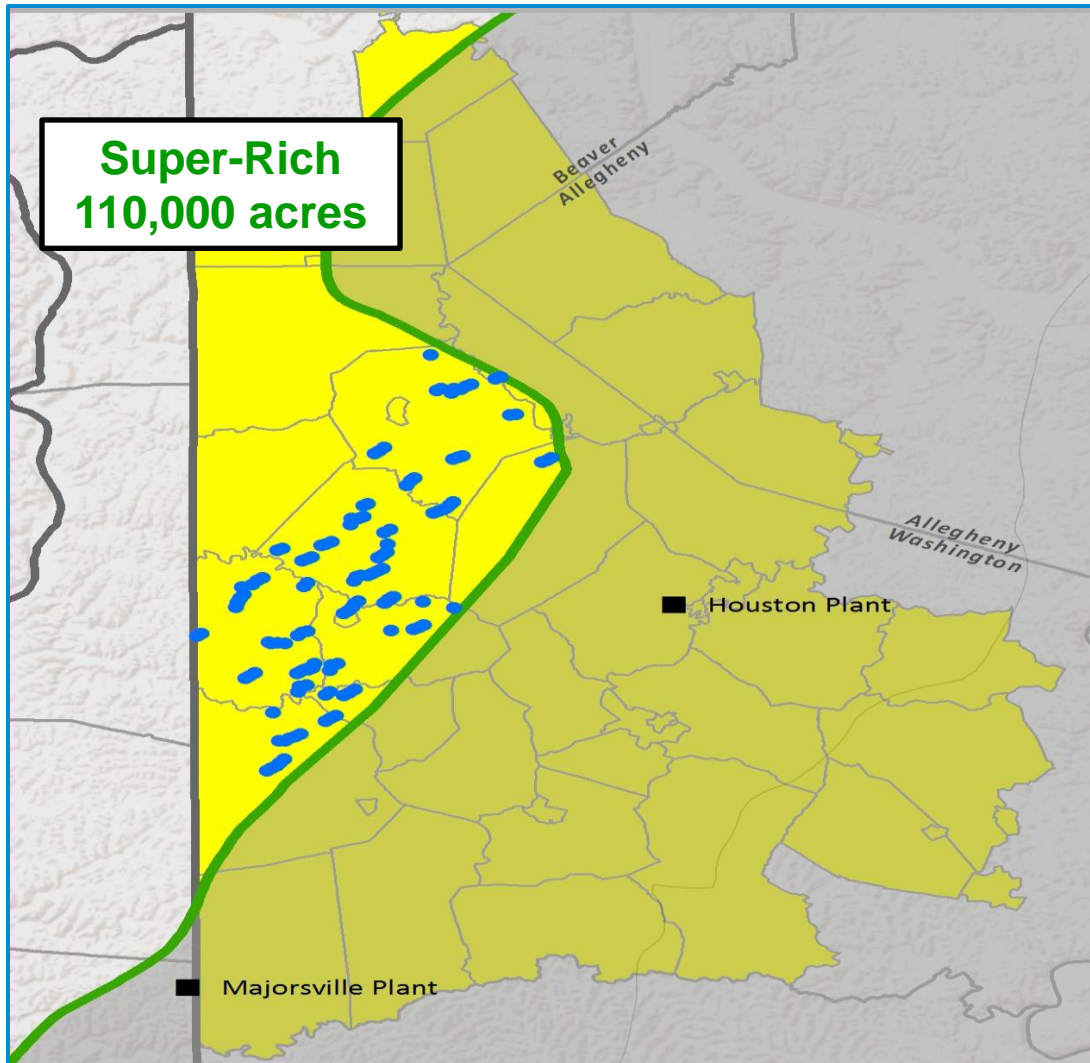 Super-Rich
110,000 acres
Beaver
Allegheny
Allegheny
Washington
Houston Plant
Majorsville Plant